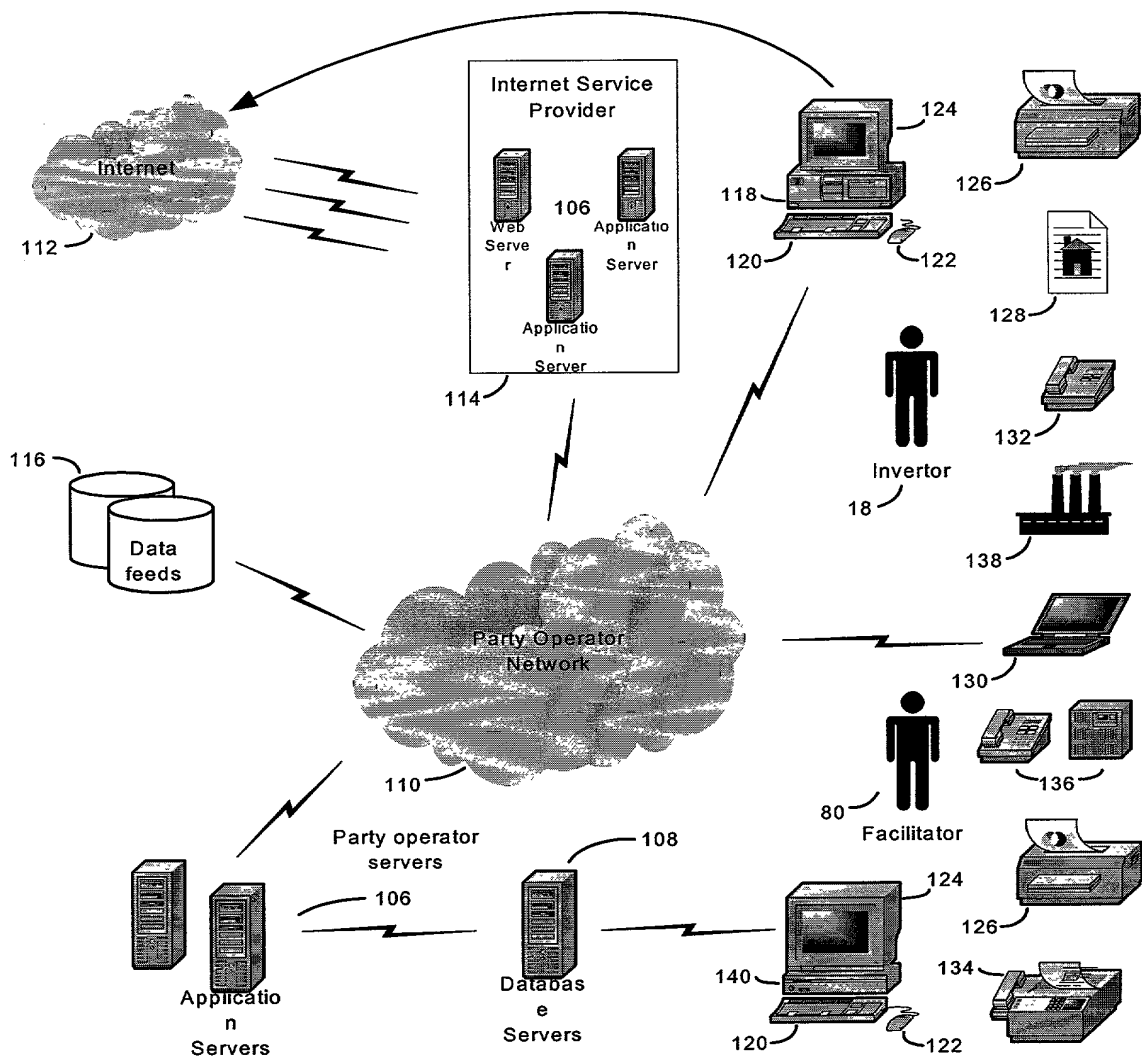 Internet Service
Provider
124
126
Internet
118
106
Web
Serve
r
Applicatio
n
Server
112
120
122
128
Applicatio
n
Server
114
132
116
Invertor
18
138
Data
feeds
Party Operator
Network
130
110
136
80
Facilitator
Party operator
servers
108
106
124
126
140
134
Applicatio
n
Servers
Databas
e
Servers
120
122